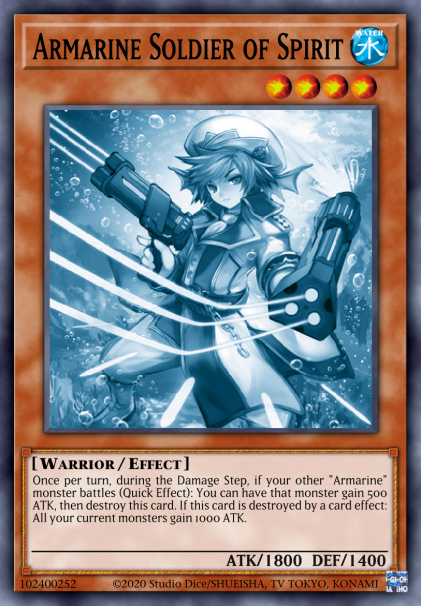 Armarine Soldier of Spirit
WATER
水
[Warrior / Effect]
Once per turn, during the Damage Step, if your other "Armarine"
monster battles (Quick Effect): You can have that monster gain 500
ATK, then destroy this card. If this card is destroyed by a card effect:
All your current monsters gain 1000 ATK.
ATK/1800 DEF/1400
102400252 ©2020 Studio Dice/SHUEISHA, TV TOKYO, KONAMI